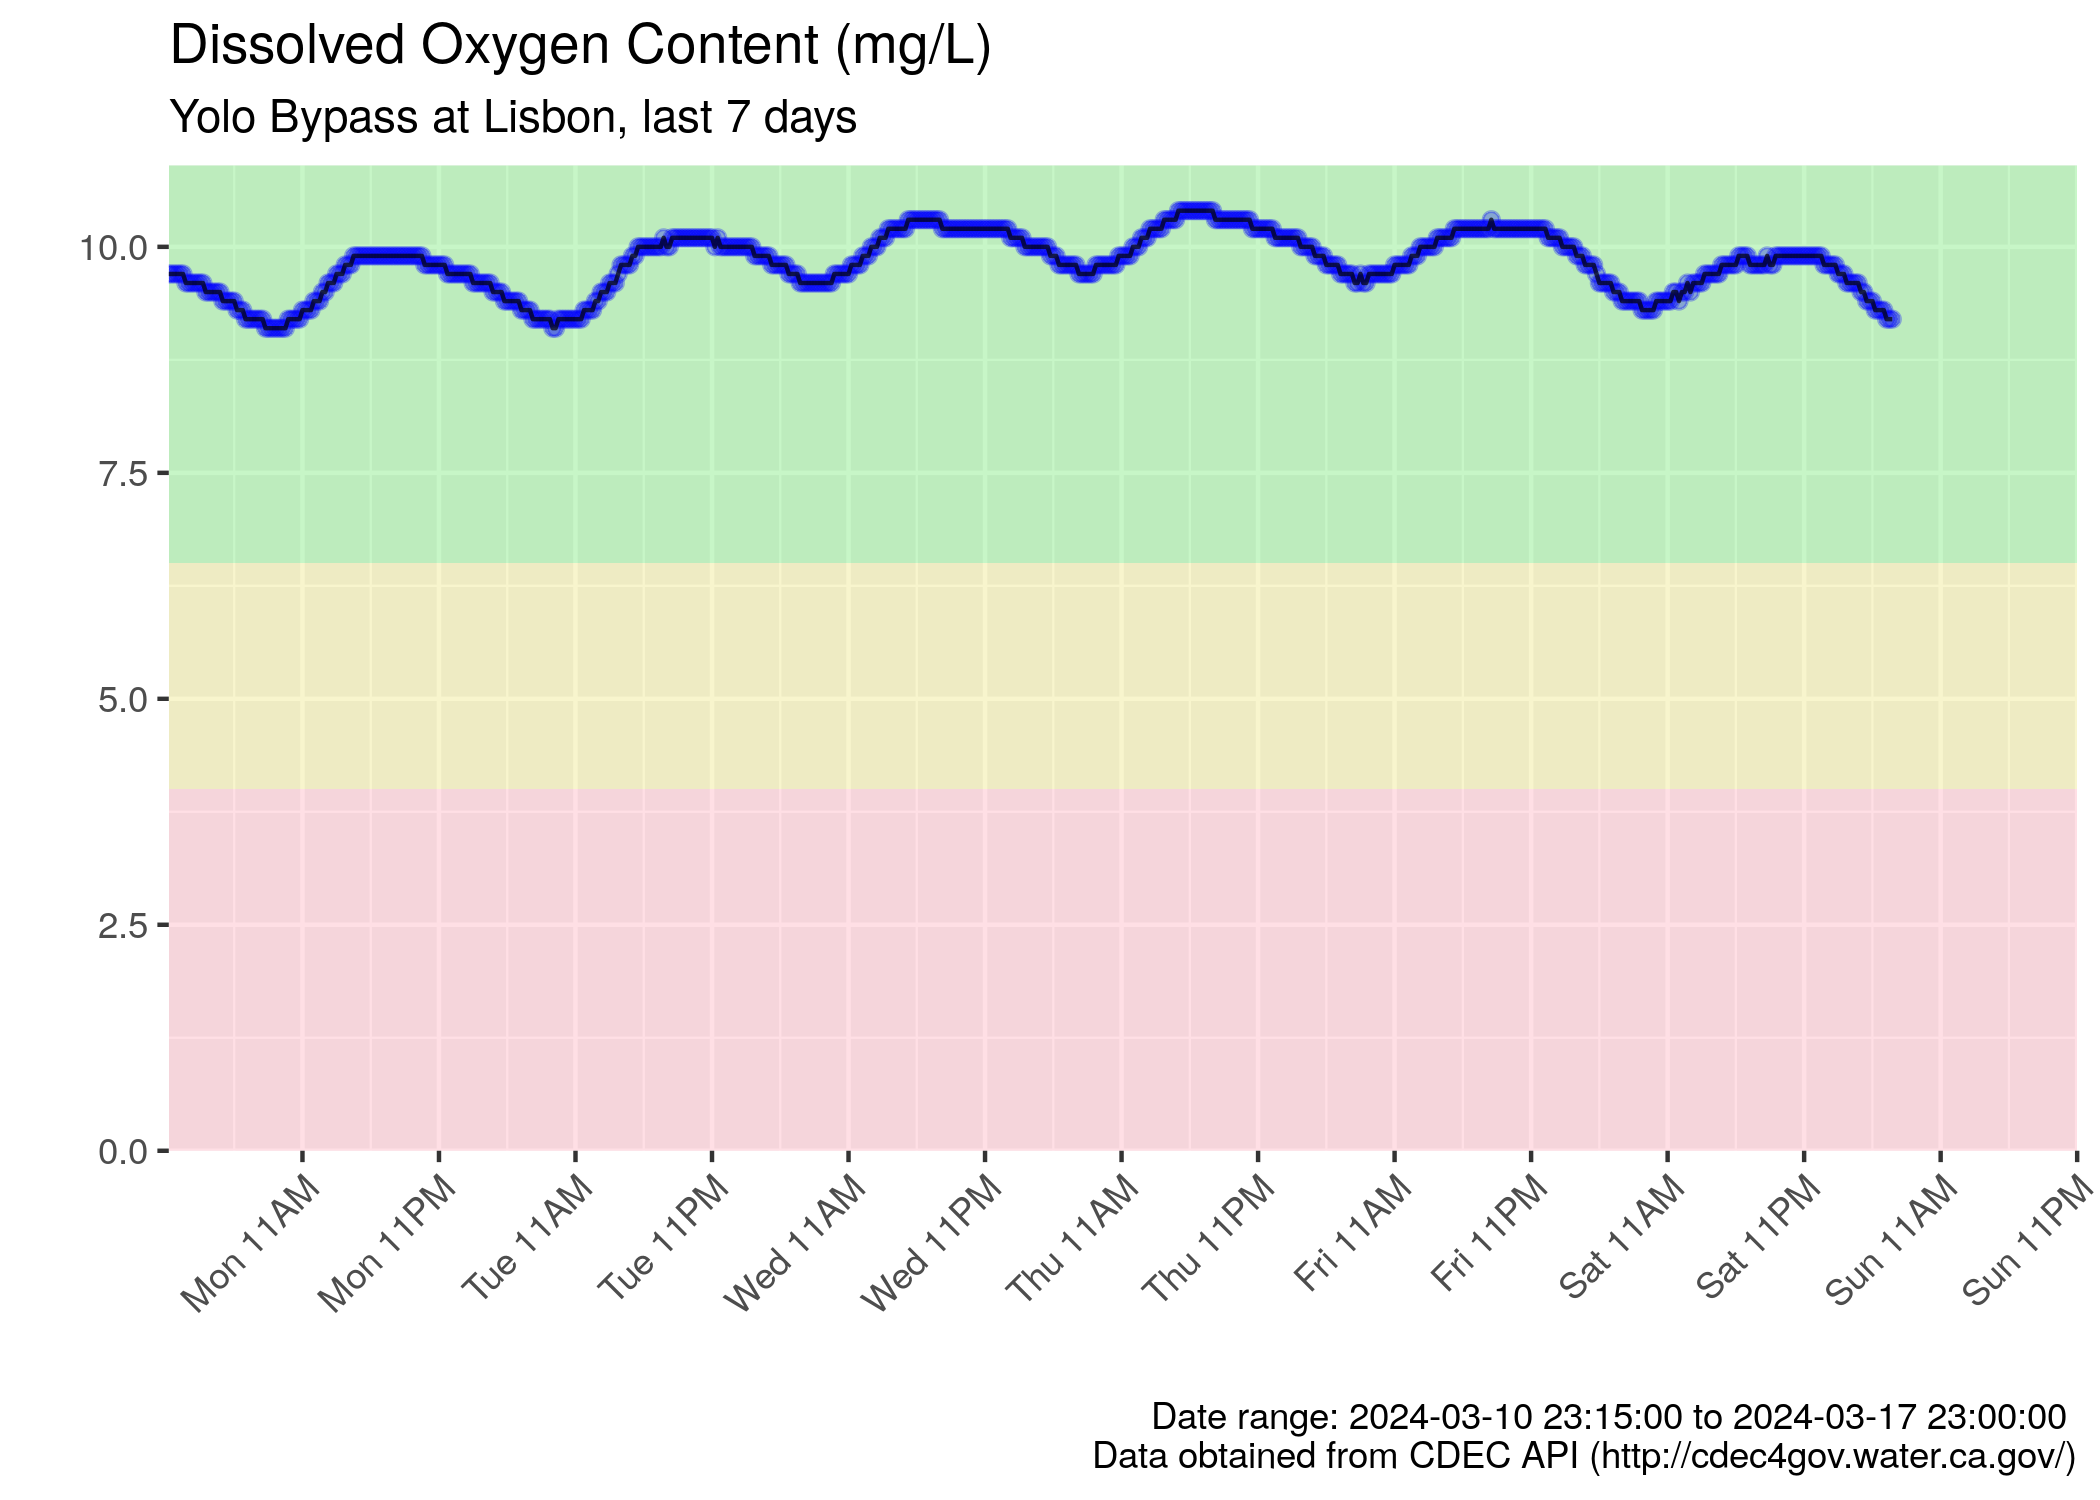 Dissolved Oxygen Content (mg/L)
Yolo Bypass at Lisbon, last 7 days
10.0
7.5
5.0
2.5
0.0
Mon 11AM
Mon 11PM
Tue 11AM
Tue 11PM
Wed 11AM
Wed 11PM
Thu 11AM
Thu 11PM
Fri 11AM
Fri 11PM
Sat 11AM
Sat 11PM
Sun 11AM
Sun 11PM
Date range: 2024-03-10 23:15:00 to 2024-03-17 23:00:00
Data obtained from CDEC API (http://cdec4gov.water.ca.gov/)